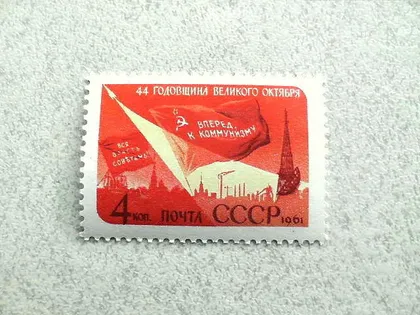 44 ГОДОВЩИНА ВЕЛИКОГО ОКТЯБРЯ
ВПЕРЕД,
К КОММУНИЗМУ
ВСЯ
ВЛАСТЬ
СОВЕТАМ!
4 КОП. ПОЧТА СССР 1961